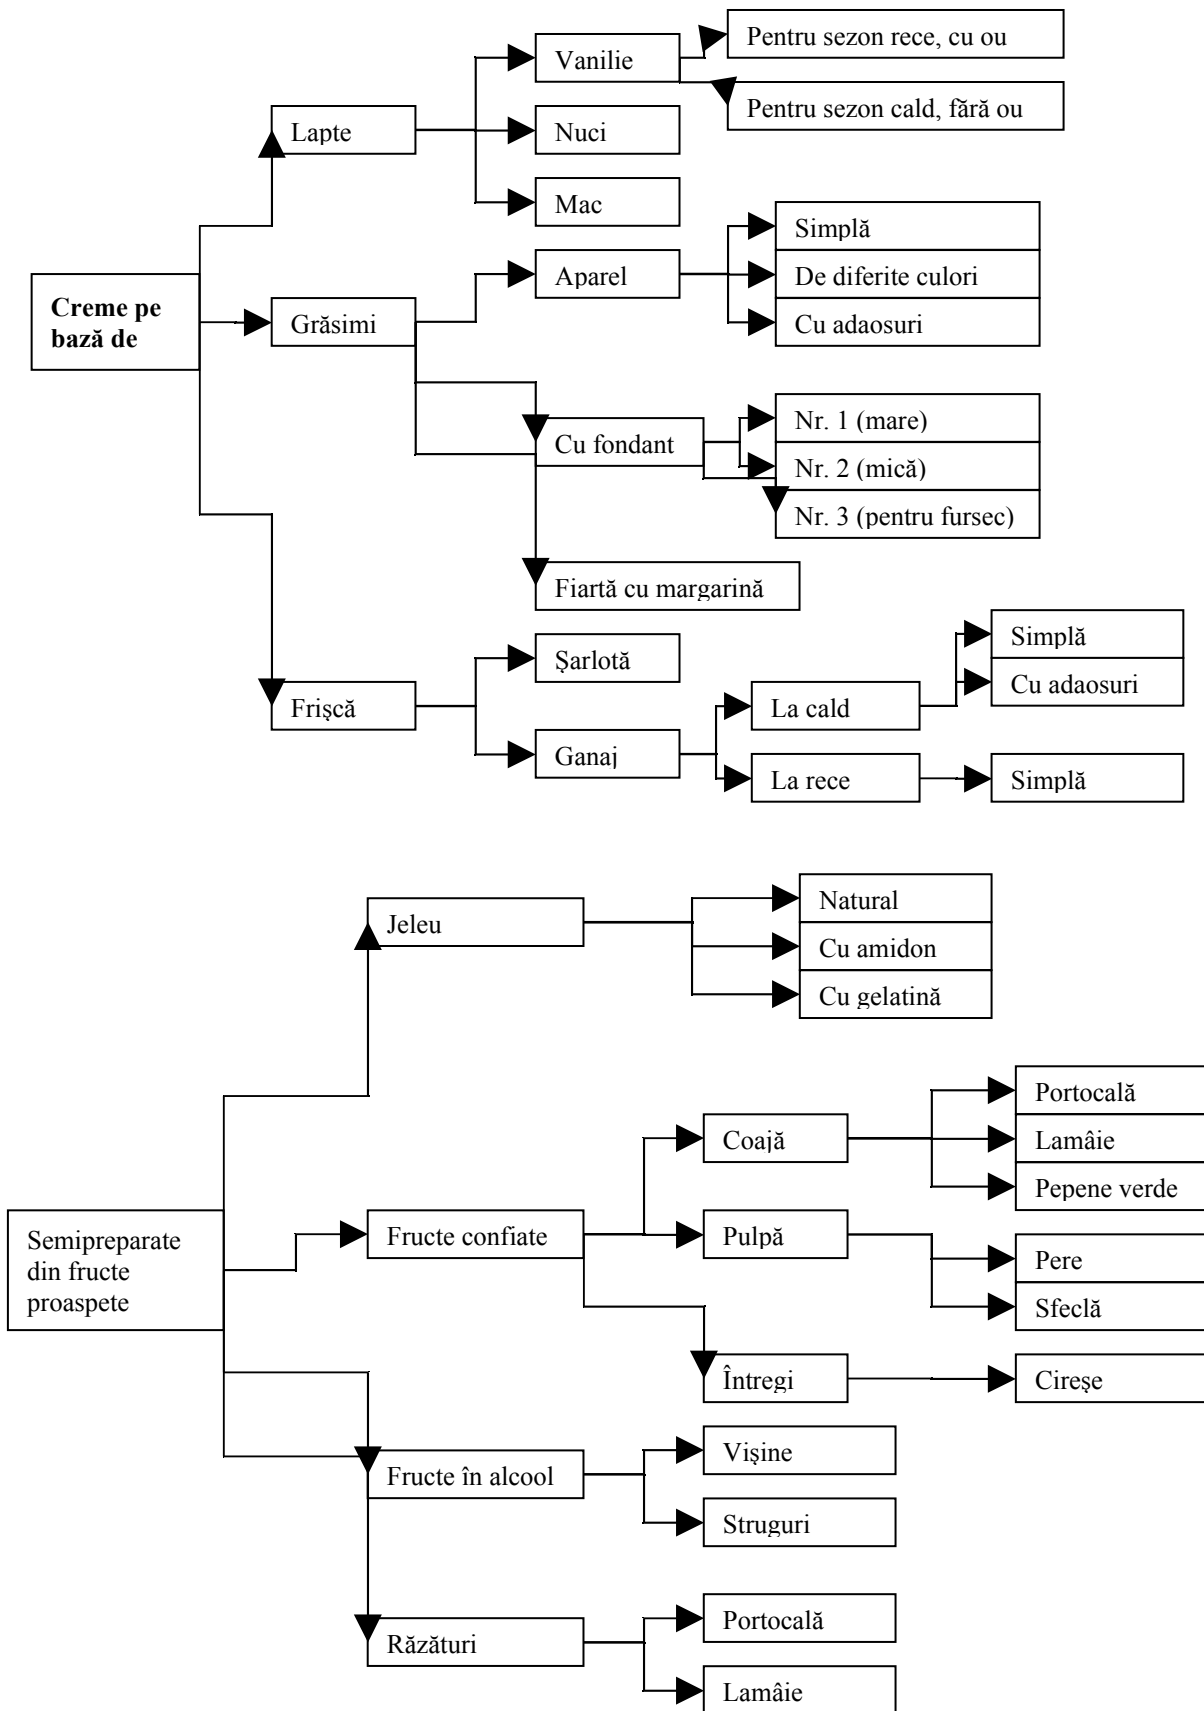 Pentru sezon rece, cu ou
Vanilie
Pentru sezon cald, fără ou
Lapte
Nuci
Mac
Simplă
Aparel
De diferite culori
Creme pe
bază de
Grăsimi
Cu adaosuri
Nr. 1 (mare)
Cu fondant
Nr. 2 (mică)
Nr. 3 (pentru fursec)
Fiartă cu margarină
Simplă
Şarlotă
Cu adaosuri
Frişcă
La cald
Ganaj
La rece
Simplă
Natural
Jeleu
Cu amidon
Cu gelatină
Portocală
Coajă
Lamâie
Pepene verde
Semipreparate
din fructe
proaspete
Fructe confiate
Pulpă
Pere
Sfeclă
Întregi
Cireşe
Vişine
Fructe în alcool
Struguri
Portocală
Răzături
Lamâie